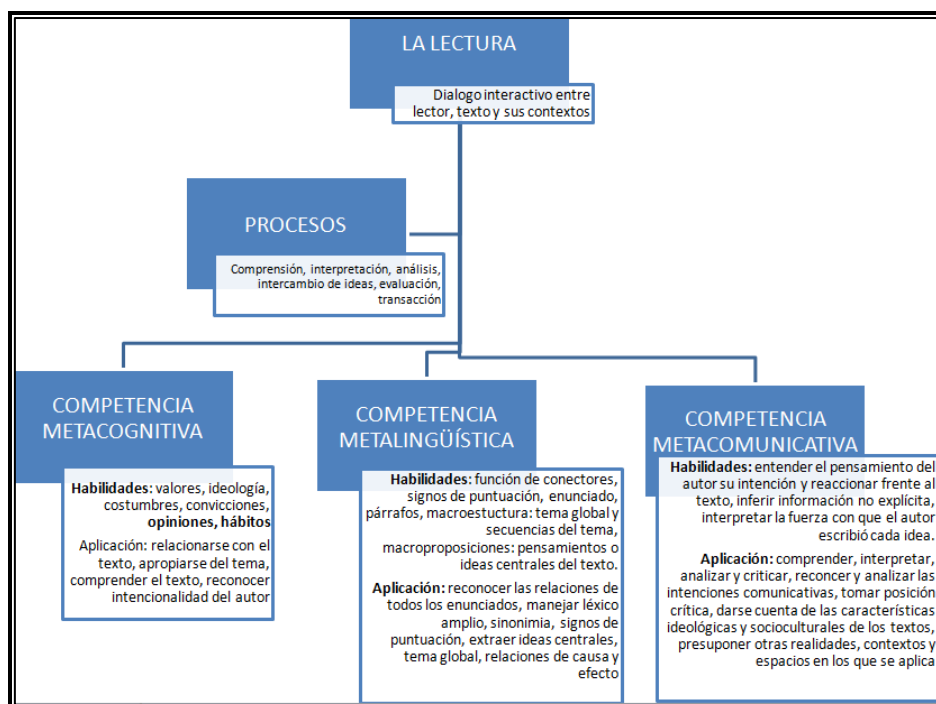 LA LECTURA
Dialogo interactivo entre
lector, texto y sus contextos
PROCESOS
Comprensión, interpretación, análisis,
intercambio de ideas, evaluación,
transacción
COMPETENCIA
METACOGNITIVA
Habilidades: valores, ideología,
costumbres, convicciones,
opiniones, hábitos
Aplicación: relacionarse con el
texto, apropiarse del tema,
comprender el texto, reconocer
intencionalidad del autor
COMPETENCIA
METALINGÜÍSTICA
Habilidades: función de conectores,
signos de puntuación, enunciado,
párrafos, macroestuctura: tema global y
secuencias del tema,
macroproposiciones: pensamientos o
ideas centrales del texto.
Aplicación: reconocer las relaciones de
todos los enunciados, manejar léxico
amplio, sinonimia, signos de
puntuación, extraer ideas centrales,
tema global, relaciones de causa y
efecto
COMPETENCIA
METACOMUNICATIVA
Habilidades: entender el pensamiento del
autor su intención y reaccionar frente al
texto, inferir información no explícita,
interpretar la fuerza con que el autor
escribió cada idea.
Aplicación: comprender, interpretar,
analizar y criticar, reconcer y analizar las
intenciones comunicativas, tomar posición
crítica, darse cuenta de las características
ideológicas y socioculturales de los textos,
presuponer otras realidades, contextos y
espacios en los que se aplica